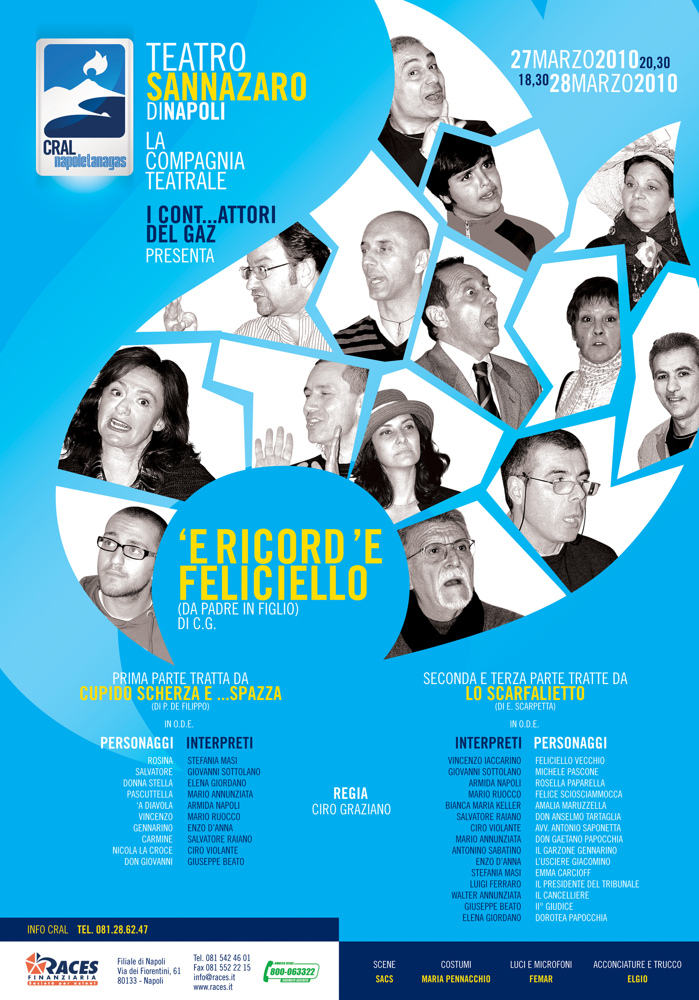 CRAL
napoletanagas
TEATRO
SANNAZARO
DINAPOLI
LA
COMPAGNIA
TEATRALE
I CONT...ATTORI
DEL GAZ
PRESENTA
27MARZO2010 20,30
18,30 28MARZO2010
‘E RICORD ’E
FELICIELLO
(DA PADRE IN FIGLIO)
DI C.G.
PRIMA PARTE TRATTA DA
CUPIDO SCHERZA E ...SPAZZA
(DI P. DE FILIPPO)
IN O.D.E.
PERSONAGGI INTERPRETI
ROSINA STEFANIA MASI
SALVATORE GIOVANNI SOTTOLANO
DONNA STELLA ELENA GIORDANO
PASCUTTELLA MARIO ANNUNZIATA
‘A DIAVOLA ARMIDA NAPOLI
VINCENZO MARIO RUOCCO
GENNARINO ENZO D’ANNA
CARMINE SALVATORE RAIANO
NICOLA LA CROCE CIRO VIOLANTE
DON GIOVANNI GIUSEPPE BEATO
REGIA
CIRO GRAZIANO
SECONDA E TERZA PARTE TRATTE DA
LO SCARFALIETTO
(DI E. SCARPETTA)
IN O.D.E.
INTERPRETI PERSONAGGI
VINCENZO IACCARINO FELICIELLO VECCHIO
GIOVANNI SOTTOLANO MICHELE PASCONE
ARMIDA NAPOLI ROSELLA PAPARELLA
MARIO RUOCCO FELICE SCIOSCIAMMOCCA
BIANCA MARIA KELLER AMALIA MARUZZELLA
SALVATORE RAIANO DON ANSELMO TARTAGLIA
CIRO VIOLANTE AVV. ANTONIO SAPONETTA
MARIO ANNUNZIATA DON GAETANO PAPOCCHIA
ANTONINO SABATINO IL GARZONE GENNARINO
ENZO D’ANNA L’USCIERE GIACOMINO
STEFANIA MASI EMMA CARCIOFF
LUIGI FERRARO IL PRESIDENTE DEL TRIBUNALE
WALTER ANNUNZIATA IL CANCELLIERE
GIUSEPPE BEATO II° GIUDICE
ELENA GIORDANO DOROTEA PAPOCCHIA
INFO CRAL TEL. 081.28.62.47
RACES
FINANZIARIA
Società per azioni
Filiale di Napoli
Via dei Fiorentini, 61
80133 - Napoli
Tel. 081 542 46 01
Fax 081 552 22 15
info@races.it
www.races.it
NUMERO VERDE
800-063322
CHIAMATA GRATUITA
SCENE
SACS
COSTUMI
MARIA PENNACCHIO
LUCI E MICROFONI
FEMAR
ACCONCIATURE E TRUCCO
ELGIO